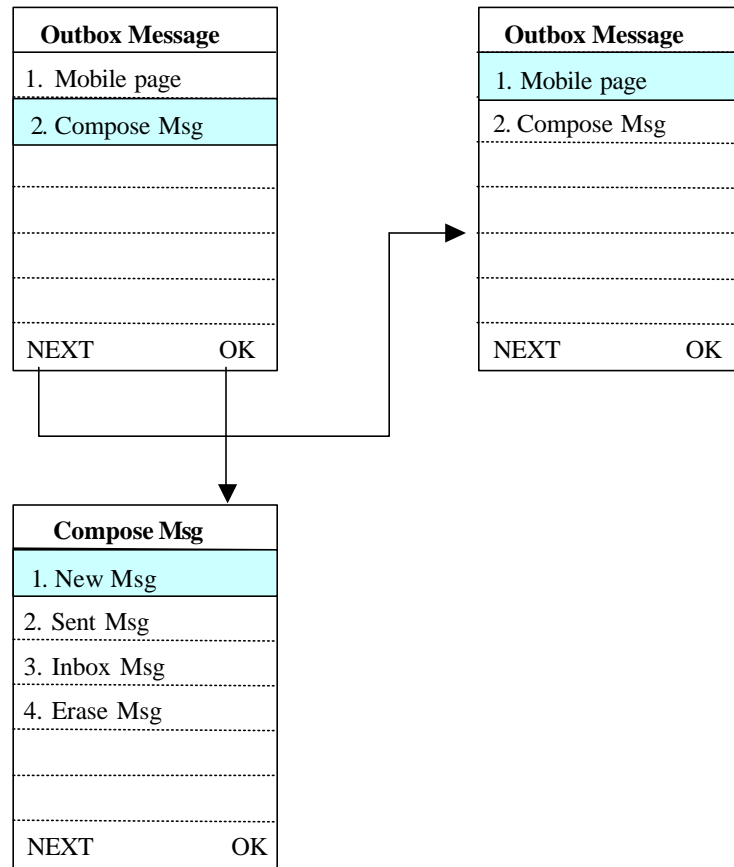 Outbox Message
1. Mobile page
2. Compose Msg
NEXT OK
Outbox Message
1. Mobile page
2. Compose Msg
NEXT OK
Compose Msg
1. New Msg
2. Sent Msg
3. Inbox Msg
4. Erase Msg
NEXT OK